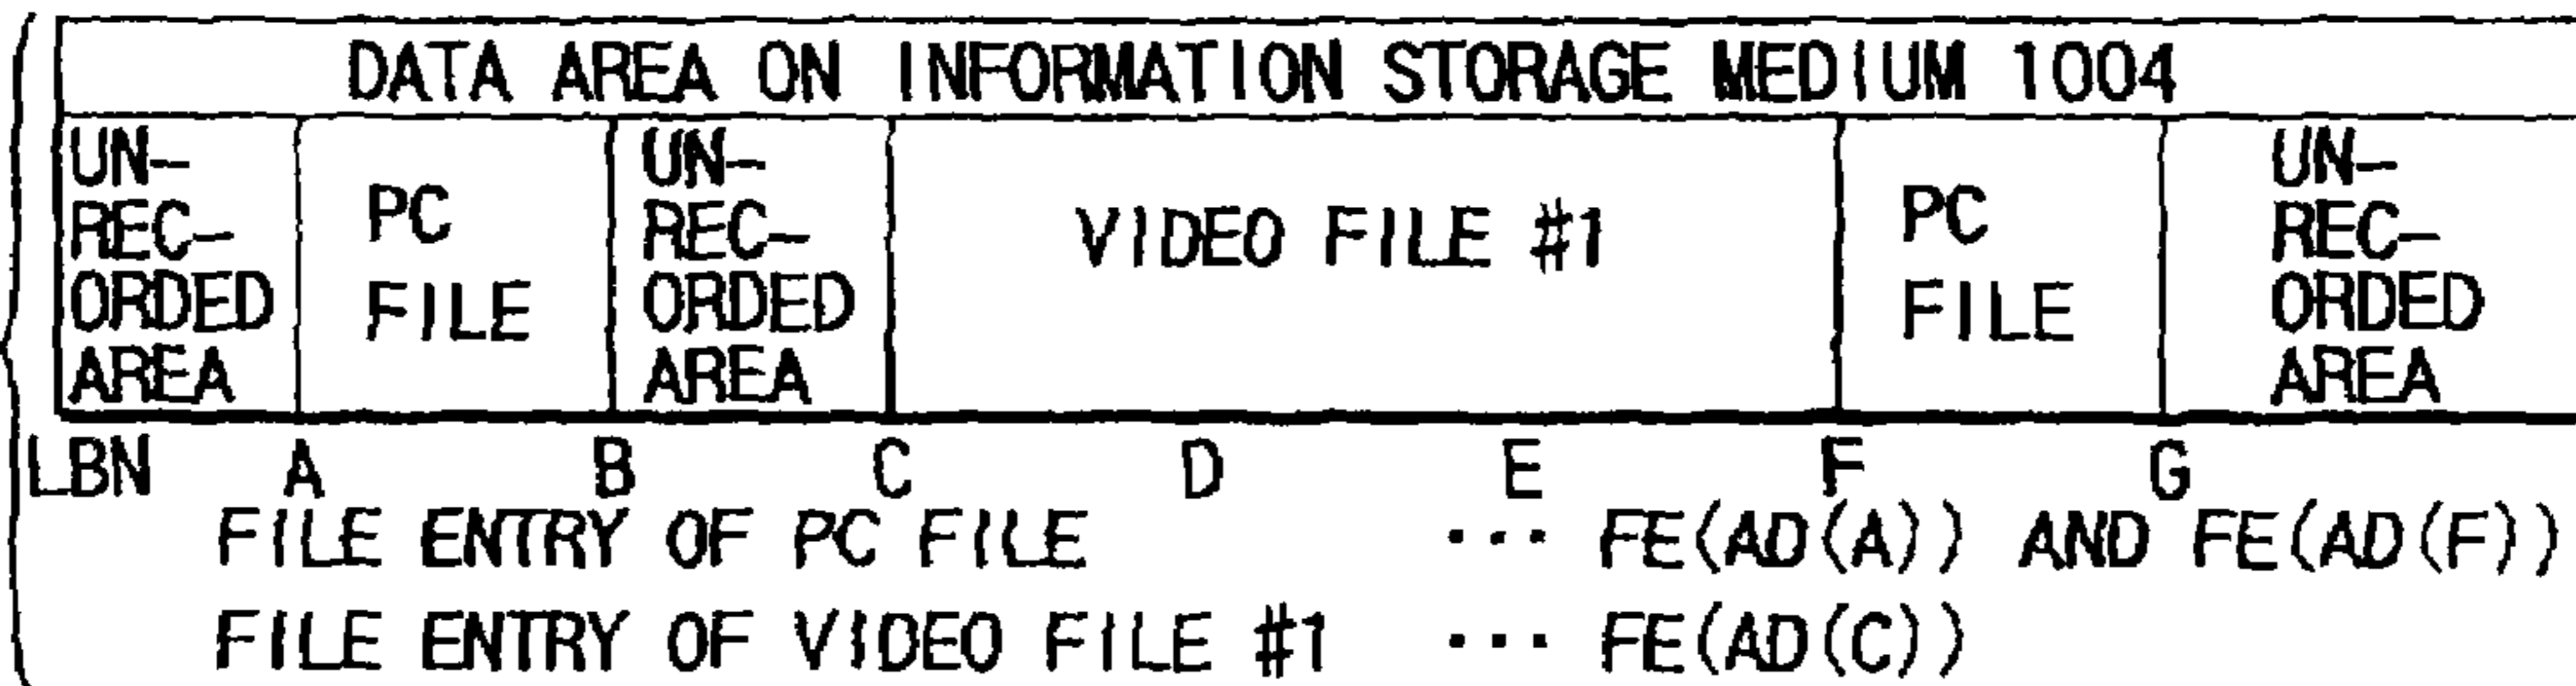 DATA AREA ON INFORMATION STORAGE MEDIUM 1004
UN-
REC-
ORDED
AREA
PC
FILE
UN-
REC-
ORDED
AREA
VIDEO FILE #1
PC
FILE
UN-
REC-
ORDED
AREA
LBN A B C D E F G
FILE ENTRY OF PC FILE ... FE(AD(A)) AND FE(AD(F))
FILE ENTRY OF VIDEO FILE #1 ... FE(AD(C))